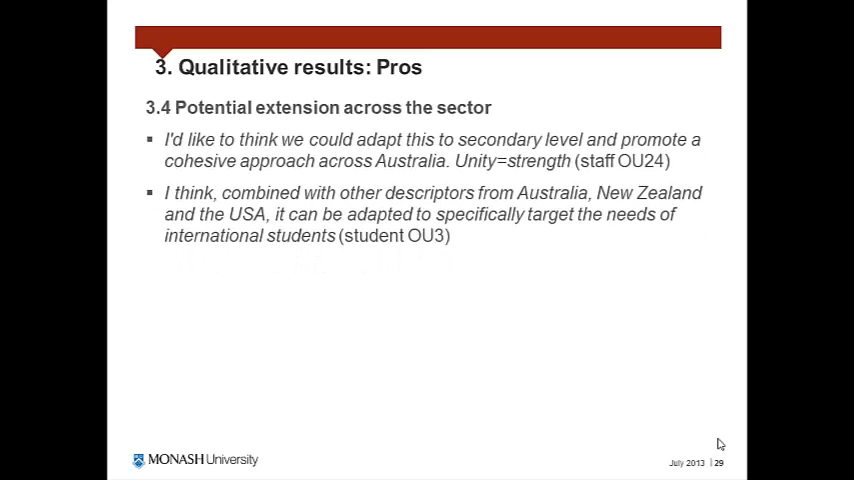 3. Qualitative results: Pros
3.4 Potential extension across the sector
▪ I'd like to think we could adapt this to secondary level and promote a
cohesive approach across Australia. Unity=strength (staff OU24)
▪ I think, combined with other descriptors from Australia, New Zealand
and the USA, it can be adapted to specifically target the needs of
international students (student OU3)
MONASH University
July 2013 | 29